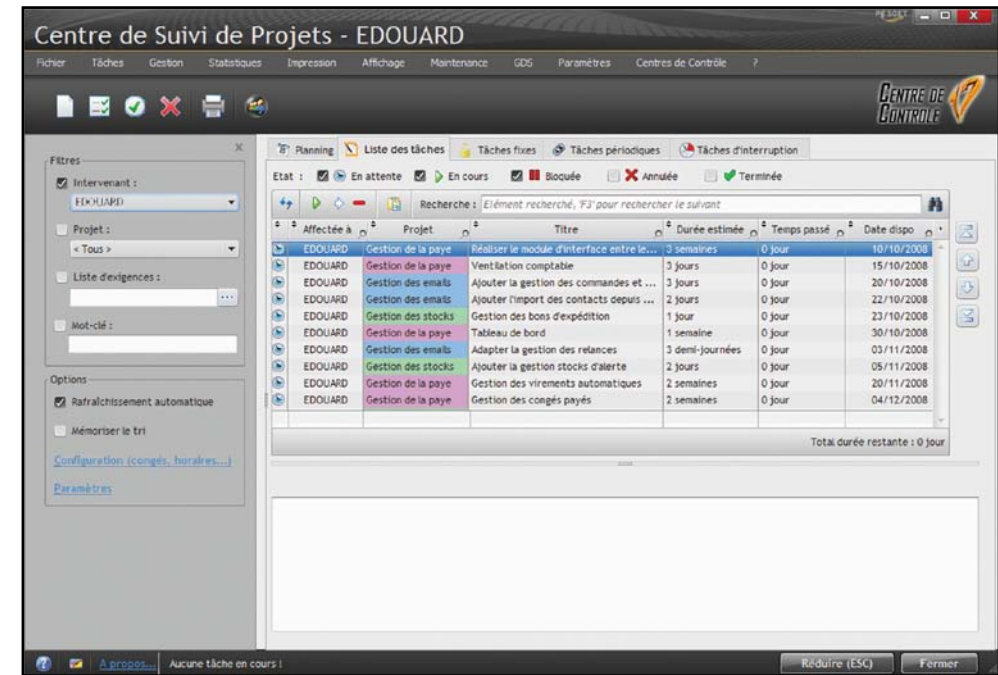 PC SOFT
Centre de Suivi de Projets - EDOUARD
Fichier Tâches Gestion Statistiques Impression Affichage Maintenance GDS Paramètres Centres de Contrôle ?
CENTRE DE CONTROLE 17
Filtres
Intervenant :
EDOUARD
Projet :
< Tous >
Liste d'exigences :
...
Mot-clé :
Options
Rafraîchissement automatique
Mémoriser le tri
Configuration (congés, horaires...)
Paramètres
Planning Liste des tâches Tâches fixes Tâches périodiques Tâches d'interruption
Etat : En attente En cours Bloquée Annulée Terminée
Recherche : Elément recherché, 'F3' pour rechercher le suivant
Affectée à Projet Titre Durée estimée Temps passé Date dispo
EDOUARD Gestion de la paye Réaliser le module d'interface entre le... 3 semaines 0 jour 10/10/2008
EDOUARD Gestion de la paye Ventilation comptable 3 jours 0 jour 15/10/2008
EDOUARD Gestion des emails Ajouter la gestion des commandes et ... 3 jours 0 jour 20/10/2008
EDOUARD Gestion des emails Ajouter l'import des contacts depuis ... 2 jours 0 jour 22/10/2008
EDOUARD Gestion des stocks Gestion des bons d'expédition 1 jour 0 jour 23/10/2008
EDOUARD Gestion de la paye Tableau de bord 1 semaine 0 jour 30/10/2008
EDOUARD Gestion des emails Adapter la gestion des relances 3 demi-journées 0 jour 03/11/2008
EDOUARD Gestion des stocks Ajouter la gestion stocks d'alerte 2 jours 0 jour 05/11/2008
EDOUARD Gestion de la paye Gestion des virements automatiques 2 semaines 0 jour 20/11/2008
EDOUARD Gestion de la paye Gestion des congés payés 2 semaines 0 jour 04/12/2008
Total durée restante : 0 jour
A propos... Aucune tâche en cours !
Réduire (ESC) Fermer